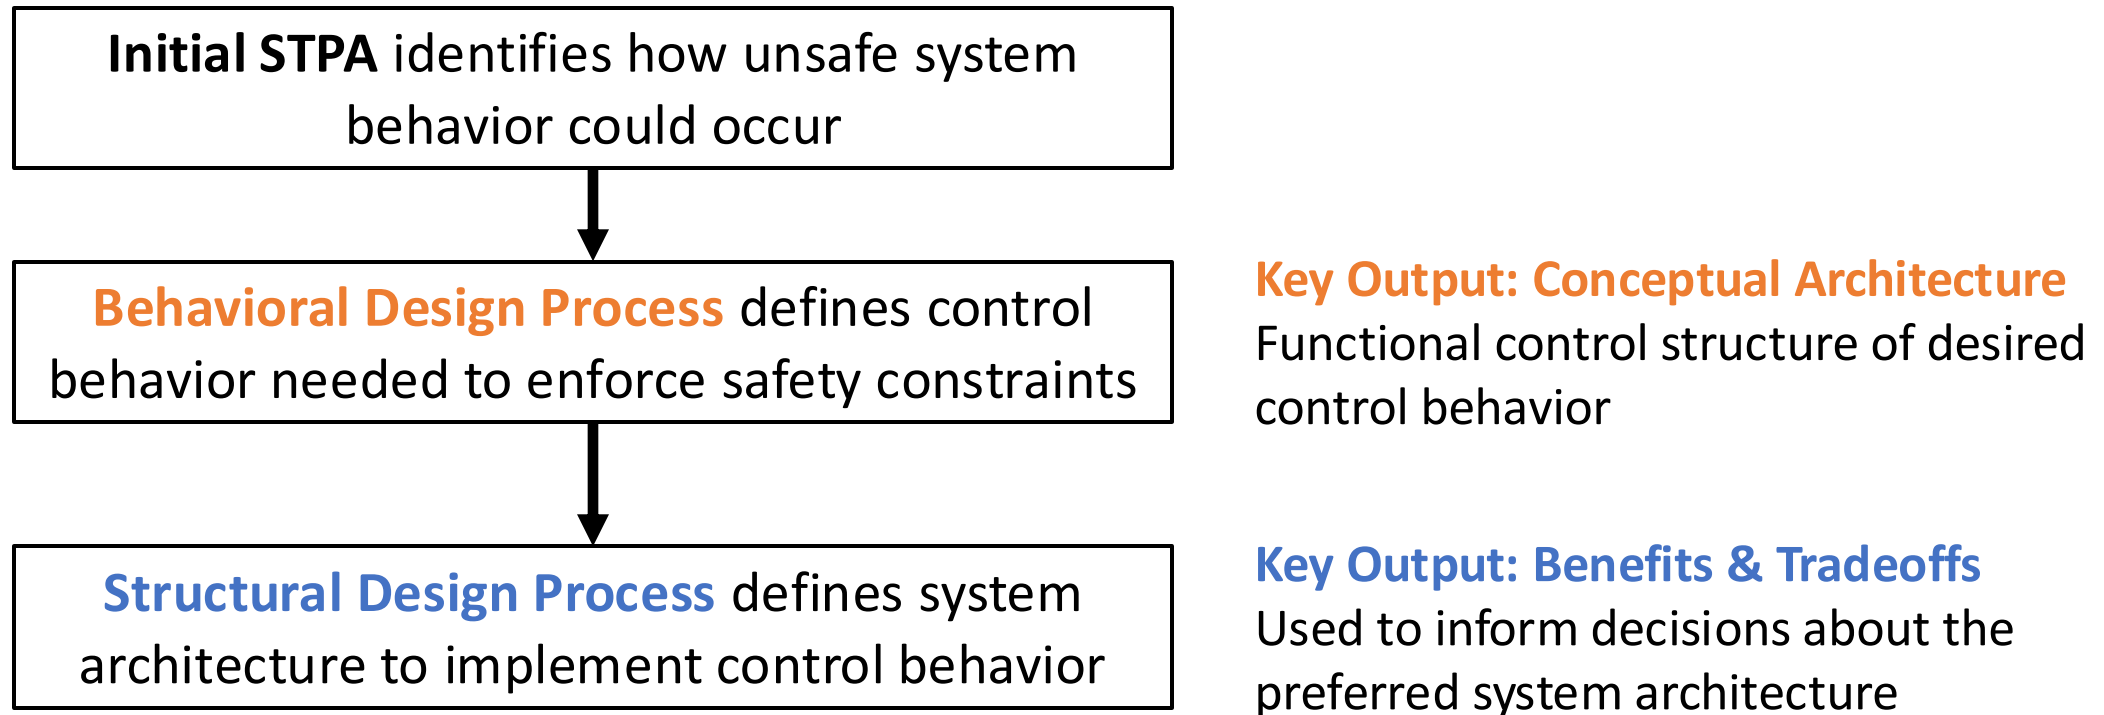 Initial STPA identifies how unsafe system
behavior could occur
Behavioral Design Process defines control
behavior needed to enforce safety constraints
Key Output: Conceptual Architecture
Functional control structure of desired
control behavior
Structural Design Process defines system
architecture to implement control behavior
Key Output: Benefits & Tradeoffs
Used to inform decisions about the
preferred system architecture